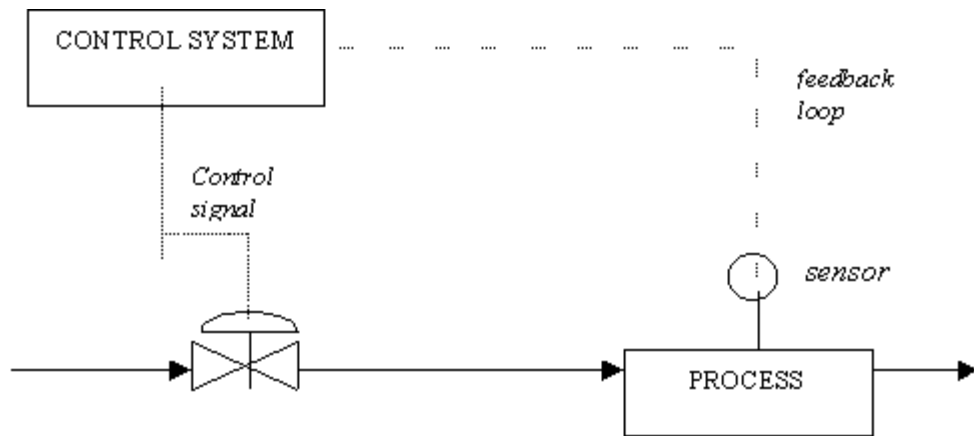 CONTROL SYSTEM
feedback
loop
Control
signal
sensor
PROCESS